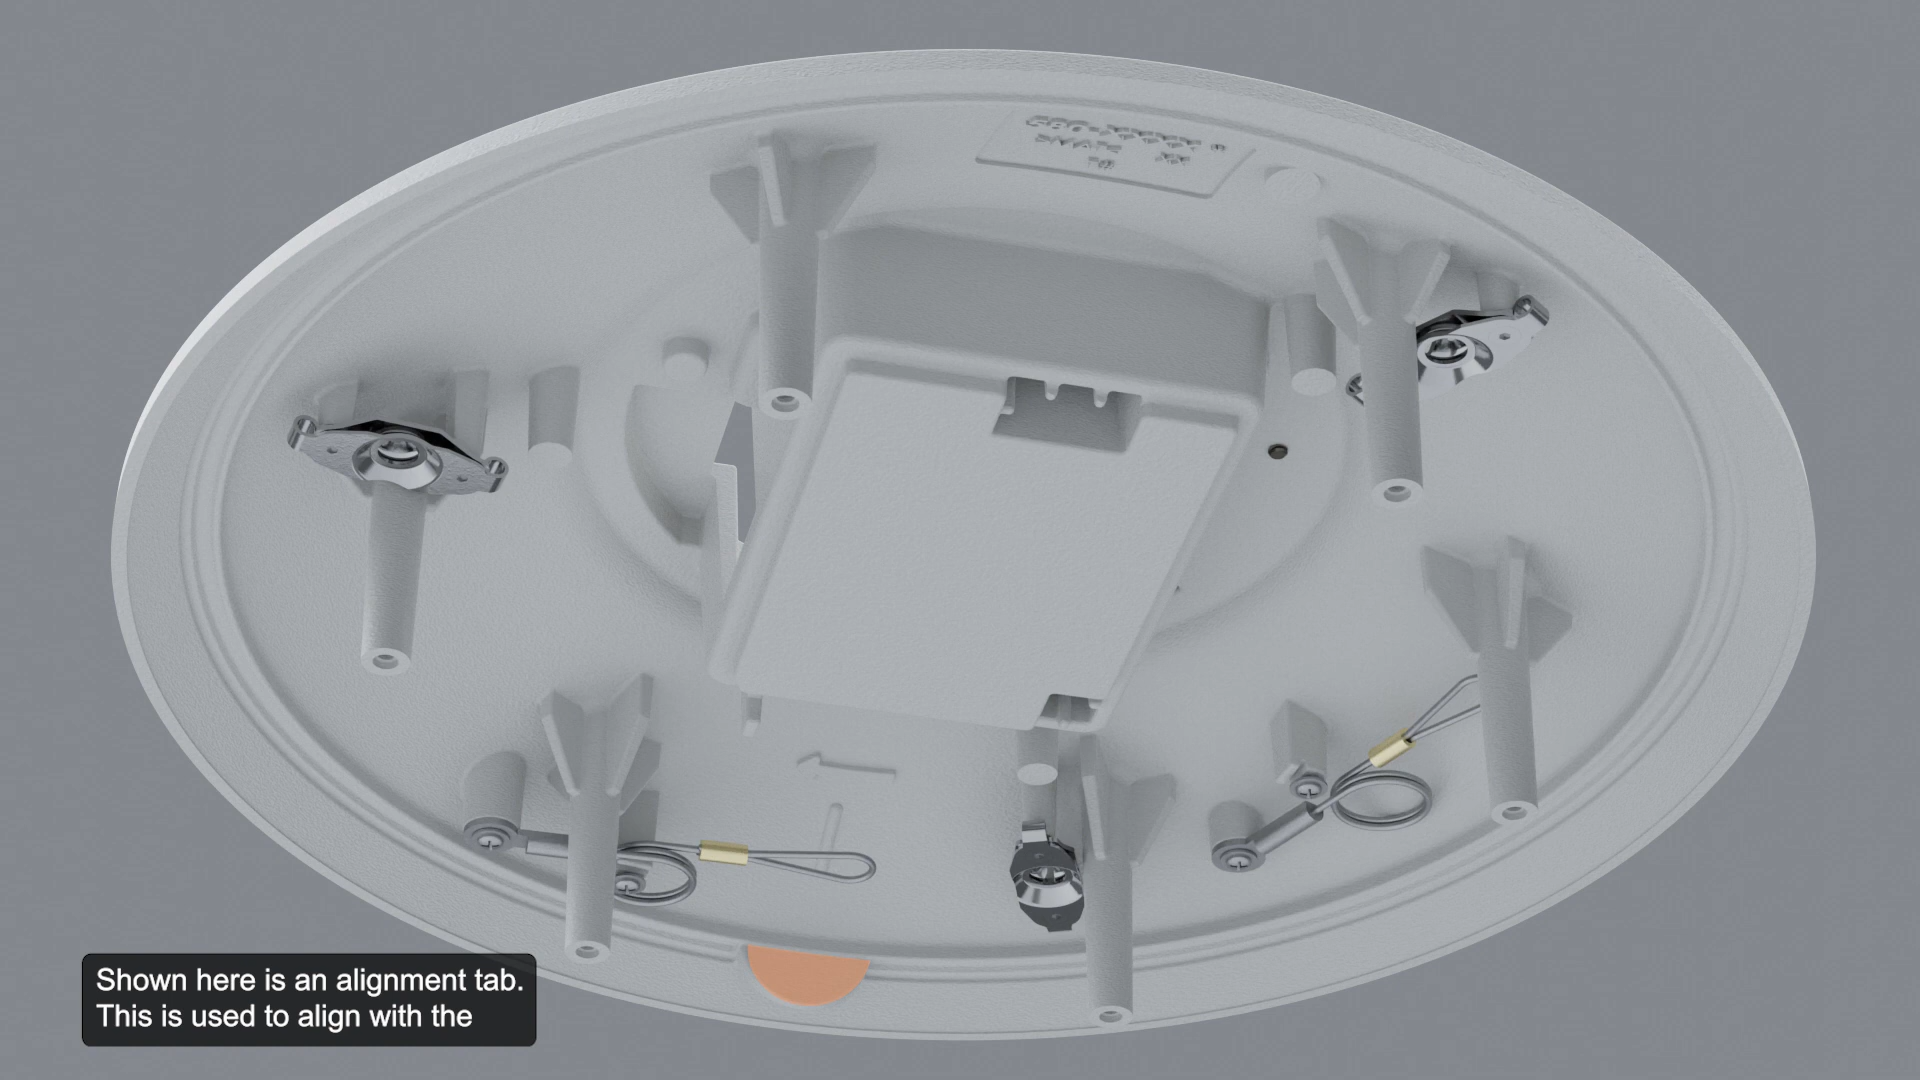 Shown here is an alignment tab.
This is used to align with the